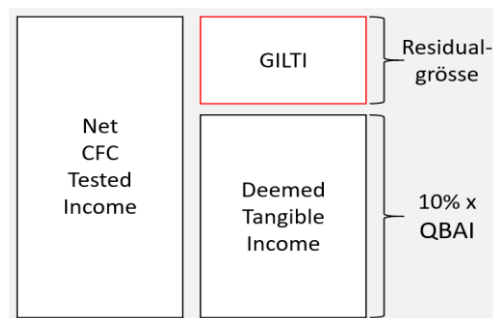 Net
CFC
Tested
Income
GILTI
Residual-
grösse
Deemed
Tangible
Income
10% x
QBAI